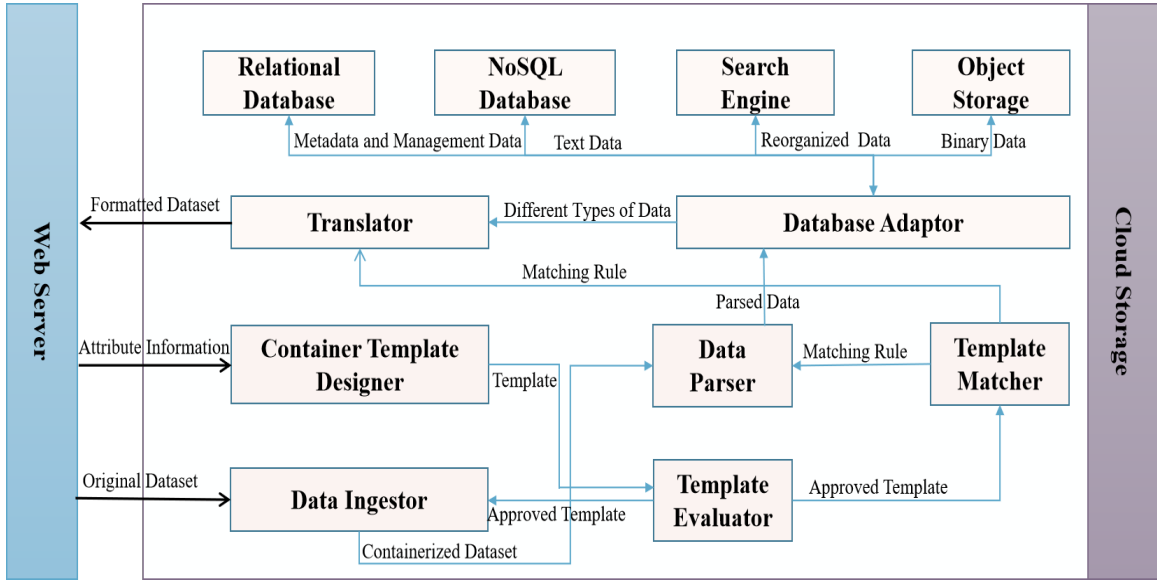 Relational
Database
NoSQL
Database
Search
Engine
Object
Storage
Metadata and Management Data
Text Data
Reorganized Data
Binary Data
Formatted Dataset
Translator
Different Types of Data
Database Adaptor
Matching Rule
Parsed Data
Web Server
Cloud Storage
Attribute Information
Container Template
Designer
Template
Data
Parser
Matching Rule
Template
Matcher
Original Dataset
Data Ingestor
Approved Template
Template
Evaluator
Approved Template
Containerized Dataset